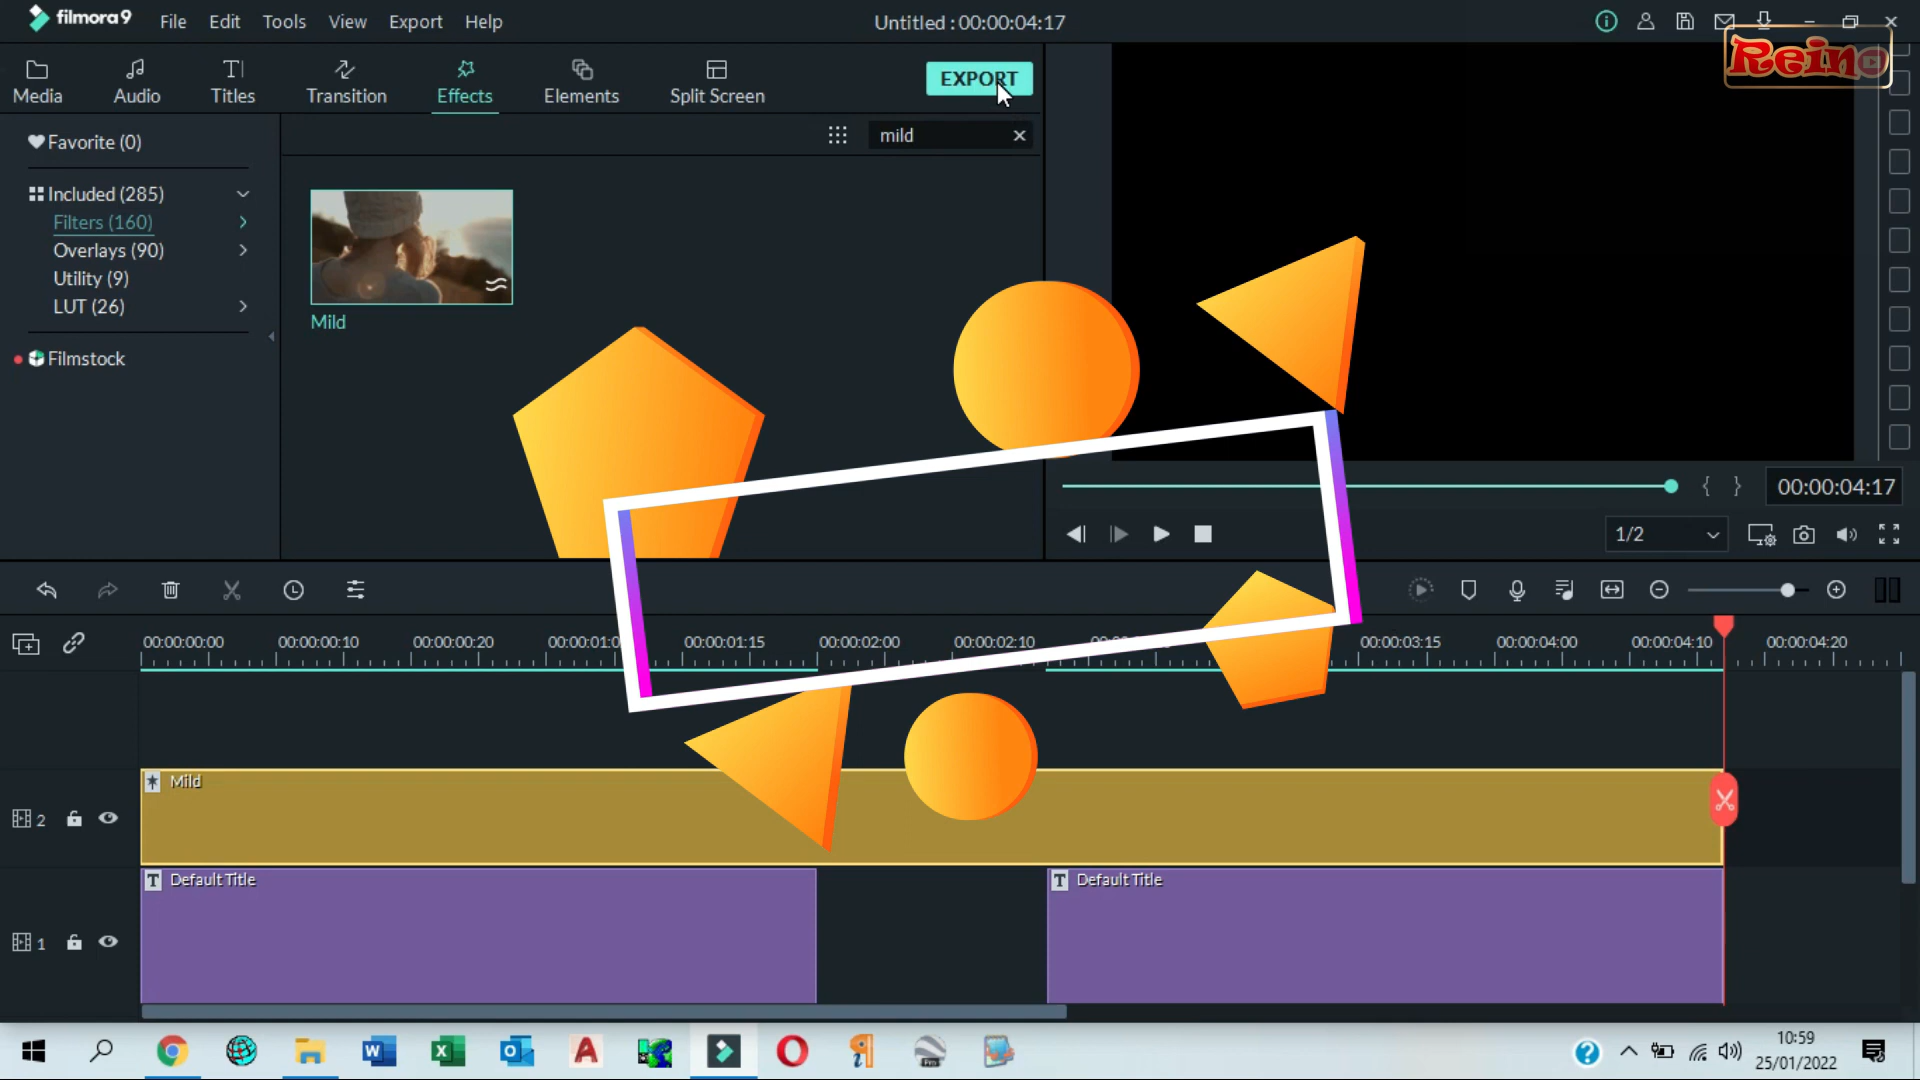 filmora9
File Edit Tools View Export Help
Untitled : 00:00:04:17
Reino
Media
Audio
Titles
Transition
Effects
Elements
Split Screen
EXPORT
mild
Favorite (0)
Included (285)
Filters (160)
Overlays (90)
Utility (9)
LUT (26)
Filmstock
Mild
00:00:04:17
1/2
00:00:00:00 00:00:00:10 00:00:00:20 00:00:01:15 00:00:02:00 00:00:02:10 00:00:03:15 00:00:04:00 00:00:04:10 00:00:04:20
2
Mild
1
Default Title
Default Title
10:59
25/01/2022